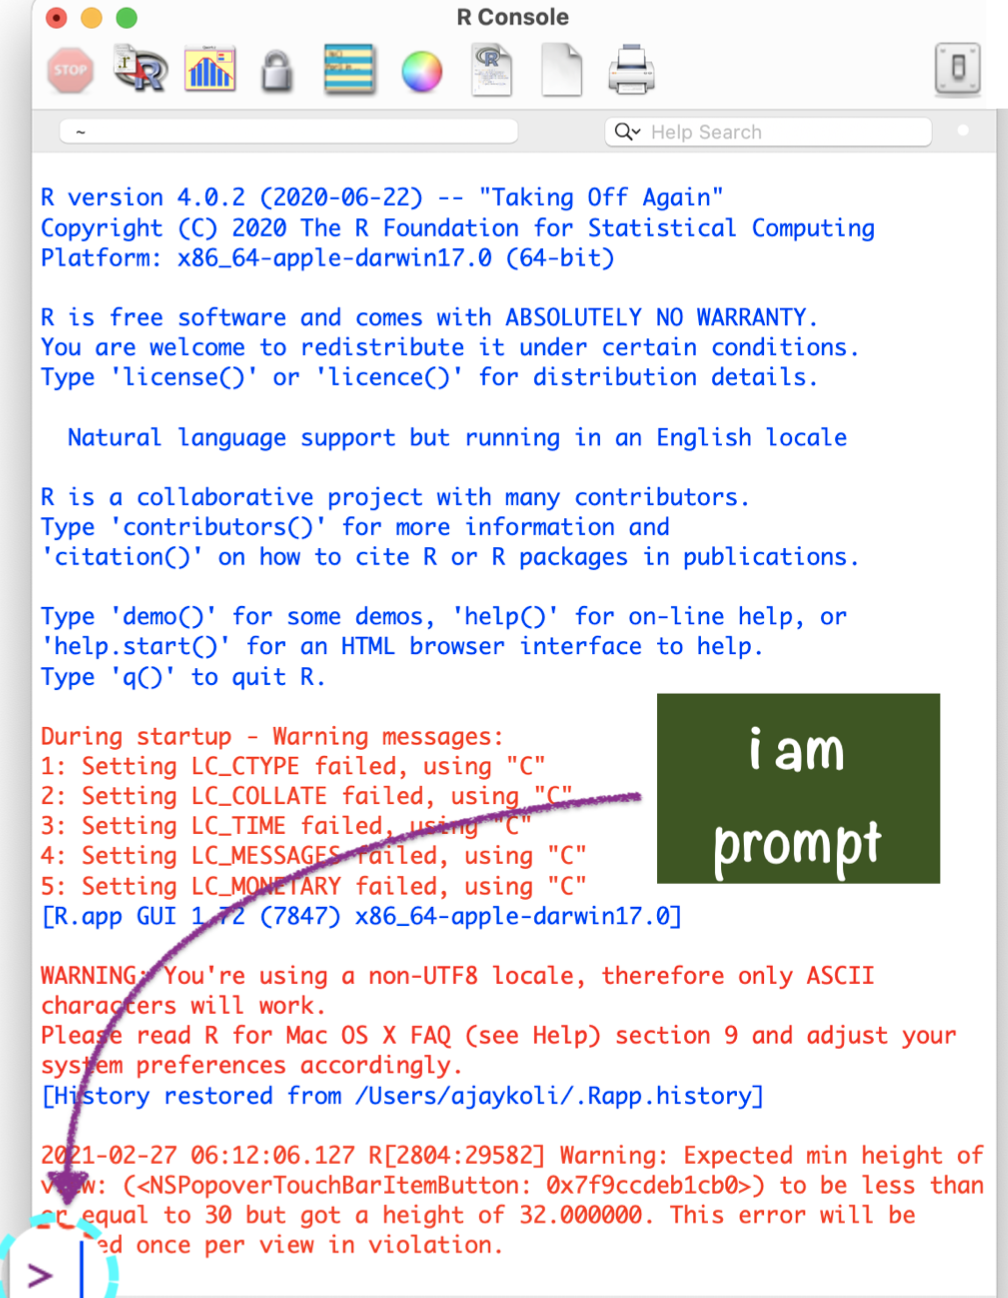 R Console
STOP
~
Help Search
R version 4.0.2 (2020-06-22) -- "Taking Off Again"
Copyright (C) 2020 The R Foundation for Statistical Computing
Platform: x86_64-apple-darwin17.0 (64-bit)
R is free software and comes with ABSOLUTELY NO WARRANTY.
You are welcome to redistribute it under certain conditions.
Type 'license()' or 'licence()' for distribution details.
Natural language support but running in an English locale
R is a collaborative project with many contributors.
Type 'contributors()' for more information and
'citation()' on how to cite R or R packages in publications.
Type 'demo()' for some demos, 'help()' for on-line help, or
'help.start()' for an HTML browser interface to help.
Type 'q()' to quit R.
During startup - Warning messages:
1: Setting LC_CTYPE failed, using "C"
2: Setting LC_COLLATE failed, using "C"
3: Setting LC_TIME failed, using "C"
4: Setting LC_MESSAGES failed, using "C"
5: Setting LC_MONETARY failed, using "C"
[R.app GUI 1.72 (7847) x86_64-apple-darwin17.0]
i am
prompt
WARNING: You're using a non-UTF8 locale, therefore only ASCII
characters will work.
Please read R for Mac OS X FAQ (see Help) section 9 and adjust your
system preferences accordingly.
[History restored from /Users/ajaykoli/.Rapp.history]
2021-02-27 06:12:06.127 R[2804:29582] Warning: Expected min height of
view: (<NSPopoverTouchBarItemButton: 0x7f9ccdeb1cb0>) to be less than
or equal to 30 but got a height of 32.000000. This error will be
once per view in violation.
>